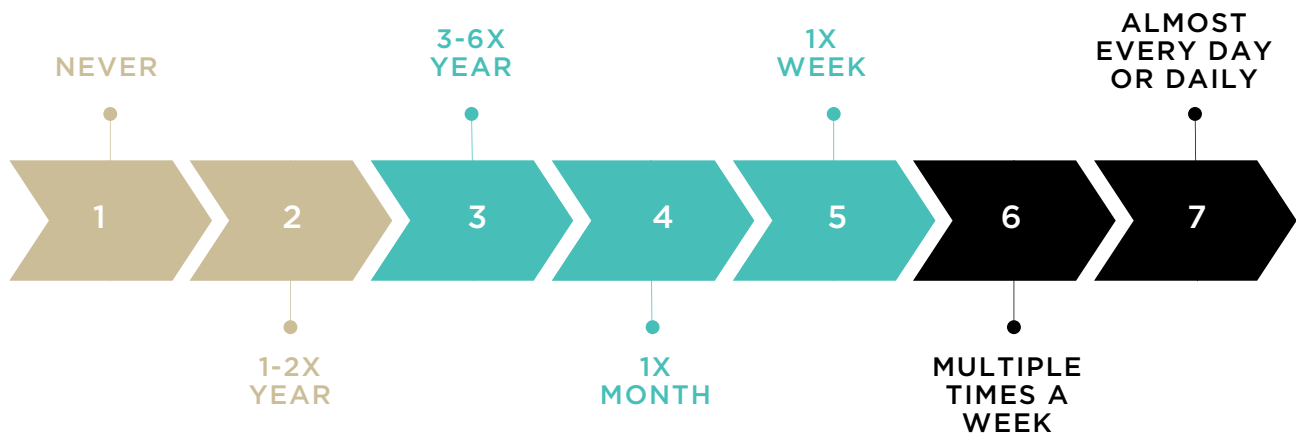 NEVER
3-6X
YEAR
1X
WEEK
ALMOST
EVERY DAY
OR DAILY
1
2
3
4
5
6
7
1-2X
YEAR
1X
MONTH
MULTIPLE
TIMES A
WEEK